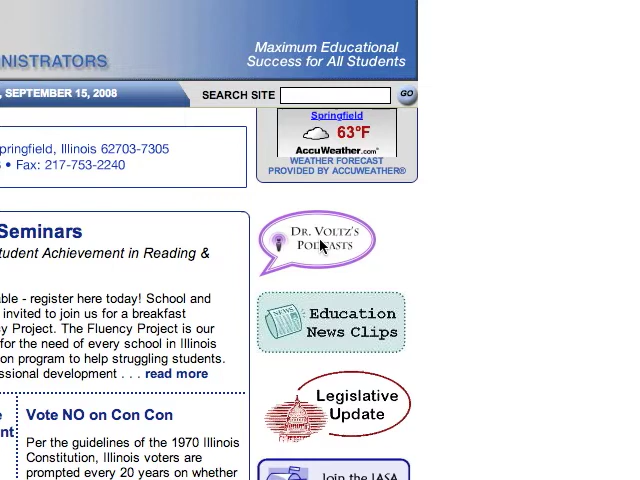 NISTRATORS
Maximum Educational
Success for All Students
, SEPTEMBER 15, 2008
SEARCH SITE
GO
Springfield
63°F
AccuWeather.com
WEATHER FORECAST
PROVIDED BY ACCUWEATHER®
pringfield, Illinois 62703-7305
• Fax: 217-753-2240
Seminars
tudent Achievement in Reading &
DR. VOLTZ'S
PODCASTS
able - register here today! School and
invited to join us for a breakfast
cy Project. The Fluency Project is our
for the need of every school in Illinois
on program to help struggling students.
ssional development . . . read more
NEWS
Education
News Clips
Legislative
Update
e
nt
Vote NO on Con Con
Per the guidelines of the 1970 Illinois
Constitution, Illinois voters are
prompted every 20 years on whether
Join the IASA